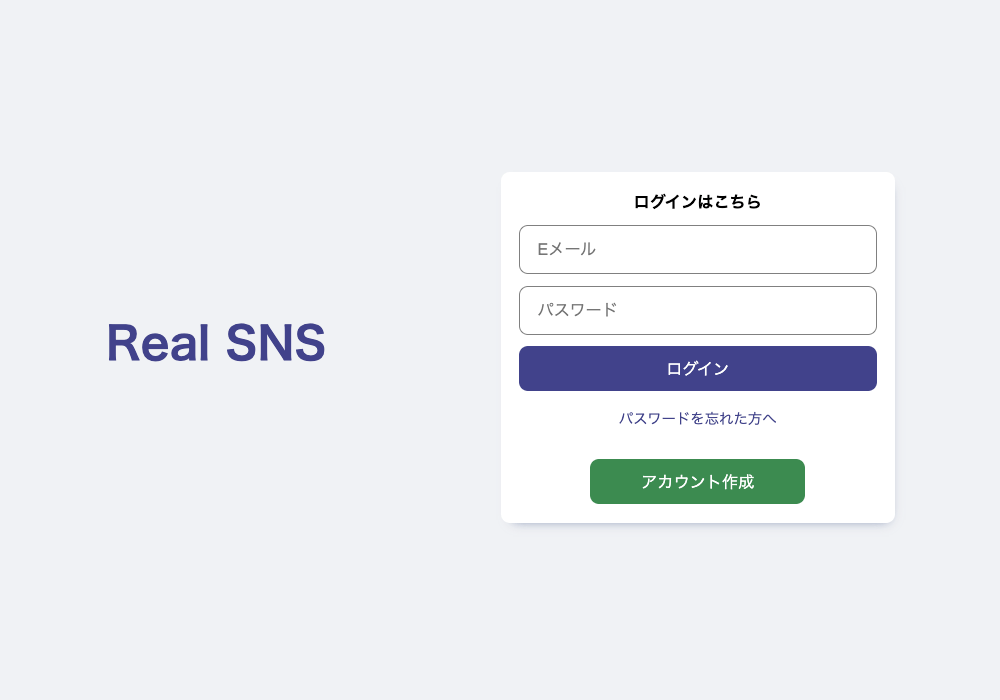 Real SNS
ログインはこちら
Eメール
パスワード
ログイン
パスワードを忘れた方へ
アカウント作成